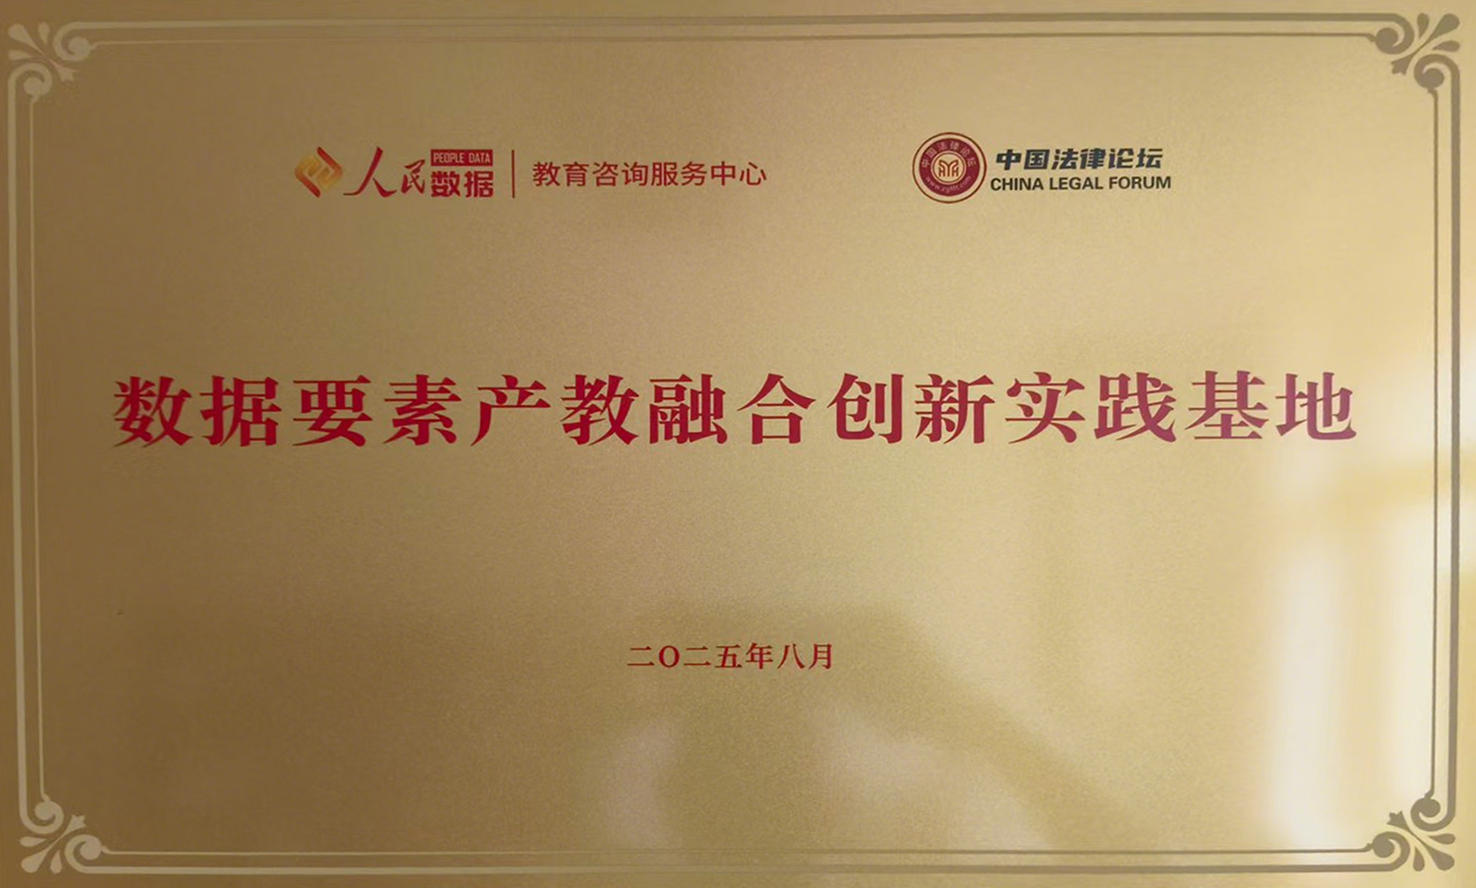 人民数据 PEOPLE DATA 教育咨询服务中心
中国法律论坛
CHINA LEGAL FORUM
数据要素产教融合创新实践基地
二〇二五年八月